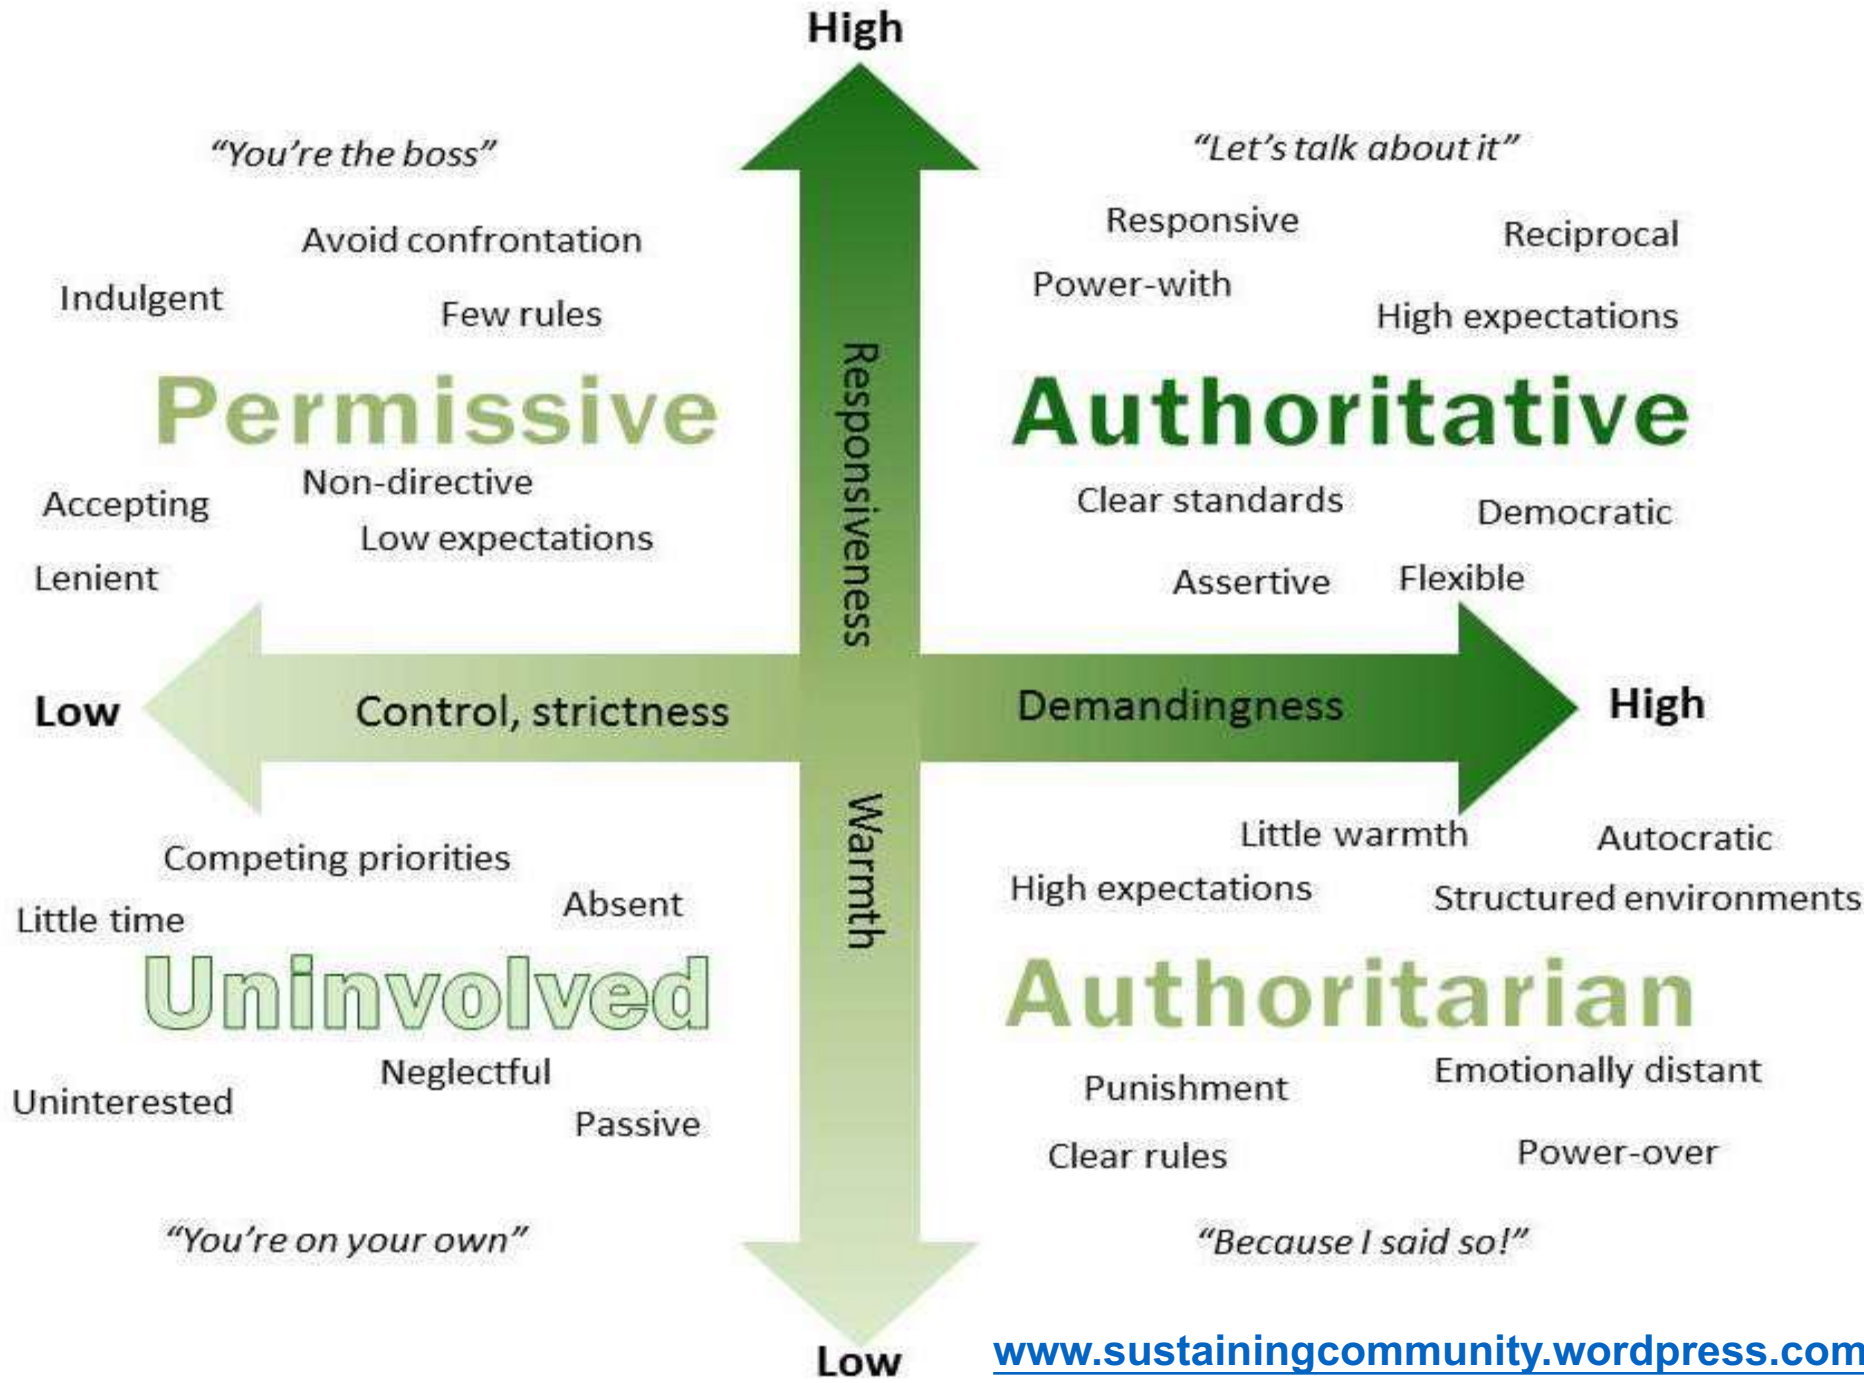 High
“You’re the boss”
Avoid confrontation
Indulgent
Few rules
Permissive
Non-directive
Accepting
Low expectations
Lenient
“Let’s talk about it”
Responsive
Reciprocal
Power-with
High expectations
Authoritative
Clear standards
Democratic
Assertive
Flexible
Responsiveness
Low
Control, strictness
Demandingness
High
Warmth
Competing priorities
Absent
Little time
Uninvolved
Neglectful
Uninterested
Passive
“You’re on your own”
Little warmth
Autocratic
High expectations
Structured environments
Authoritarian
Emotionally distant
Punishment
Clear rules
Power-over
“Because I said so!”
Low
www.sustainingcommunity.wordpress.com